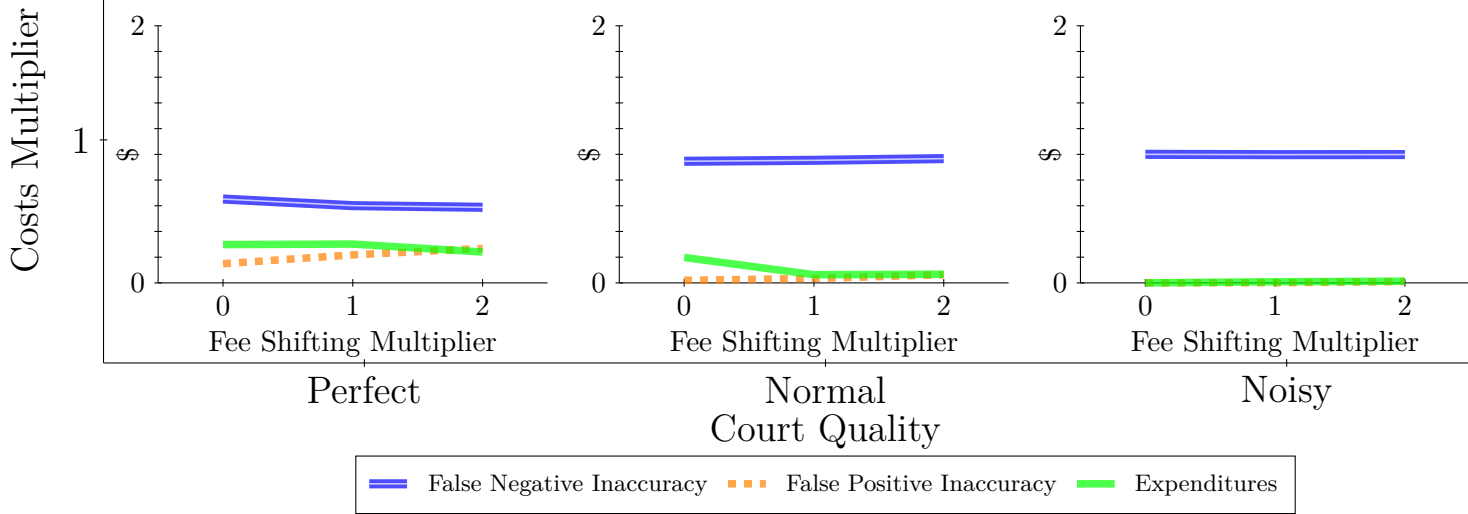 Costs Multiplier
1
2
$
0
0 1 2
Fee Shifting Multiplier
2
$
0
0 1 2
Fee Shifting Multiplier
2
$
0
0 1 2
Fee Shifting Multiplier
Perfect Normal Noisy
Court Quality
False Negative Inaccuracy False Positive Inaccuracy Expenditures